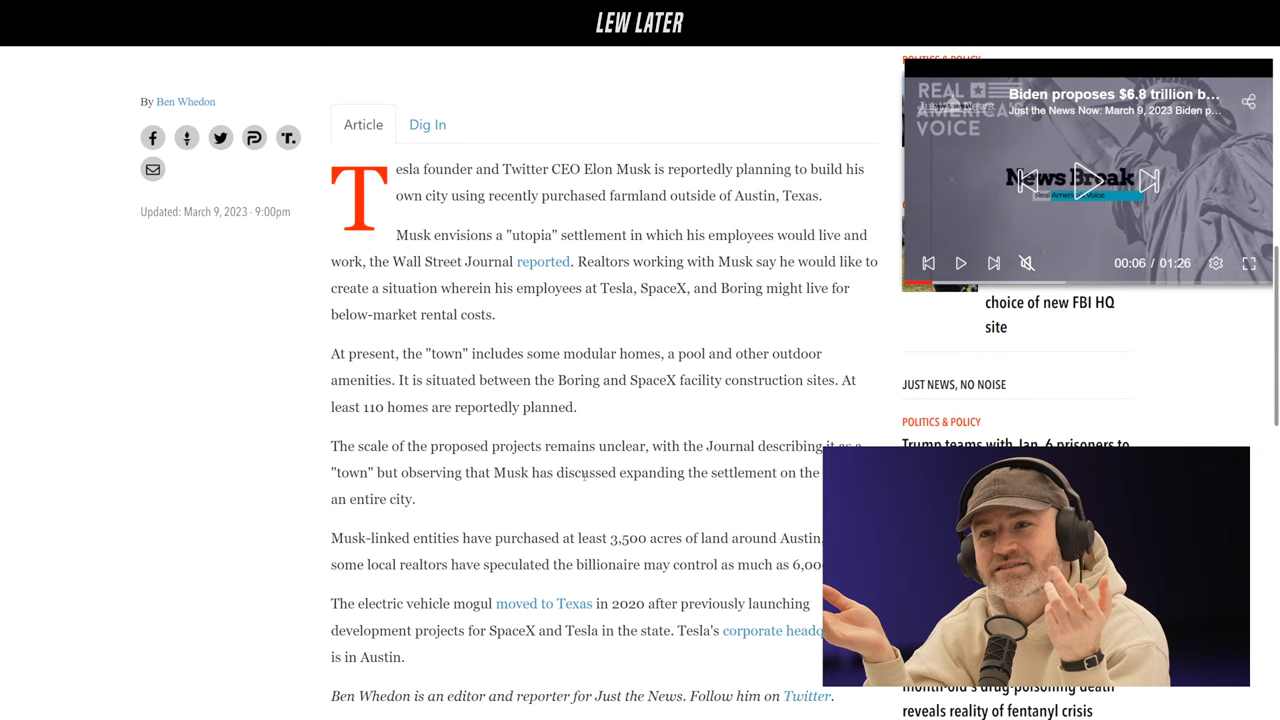 LEW LATER
By Ben Whedon
Updated: March 9, 2023 - 9:00pm
Article
Dig In
Tesla founder and Twitter CEO Elon Musk is reportedly planning to build his
own city using recently purchased farmland outside of Austin, Texas.
Musk envisions a "utopia" settlement in which his employees would live and
work, the Wall Street Journal reported. Realtors working with Musk say he would like to
create a situation wherein his employees at Tesla, SpaceX, and Boring might live for
below-market rental costs.
At present, the "town" includes some modular homes, a pool and other outdoor
amenities. It is situated between the Boring and SpaceX facility construction sites. At
least 110 homes are reportedly planned.
The scale of the proposed projects remains unclear, with the Journal describing it as a
"town" but observing that Musk has discussed expanding the settlement on the
an entire city.
Musk-linked entities have purchased at least 3,500 acres of land around Austin.
some local realtors have speculated the billionaire may control as much as 6,00
The electric vehicle mogul moved to Texas in 2020 after previously launching
development projects for SpaceX and Tesla in the state. Tesla's corporate headq
is in Austin.
Ben Whedon is an editor and reporter for Just the News. Follow him on Twitter.
POLITICS & POLICY
REAL
AMERICA'S
VOICE
Biden proposes $6.8 trillion b...
Just the News Now: March 9, 2023 Biden p...
News Break
Real America's Voice
00:06 / 01:26
choice of new FBI HQ
site
JUST NEWS, NO NOISE
POLITICS & POLICY
Trump teams with Jan. 6 prisoners to
month-old's drug-poisoning death
reveals reality of fentanyl crisis